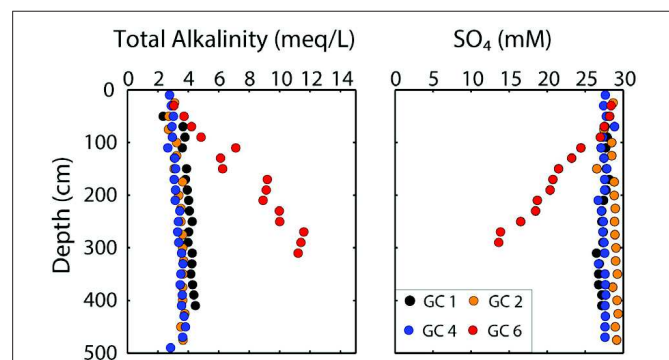 Total Alkalinity (meq/L) SO4 (mM)
0 2 4 6 8 10 12 14 0 5 10 15 20 25 30
0
100
200
300
400
500
Depth (cm)
GC 1 GC 2
GC 4 GC 6